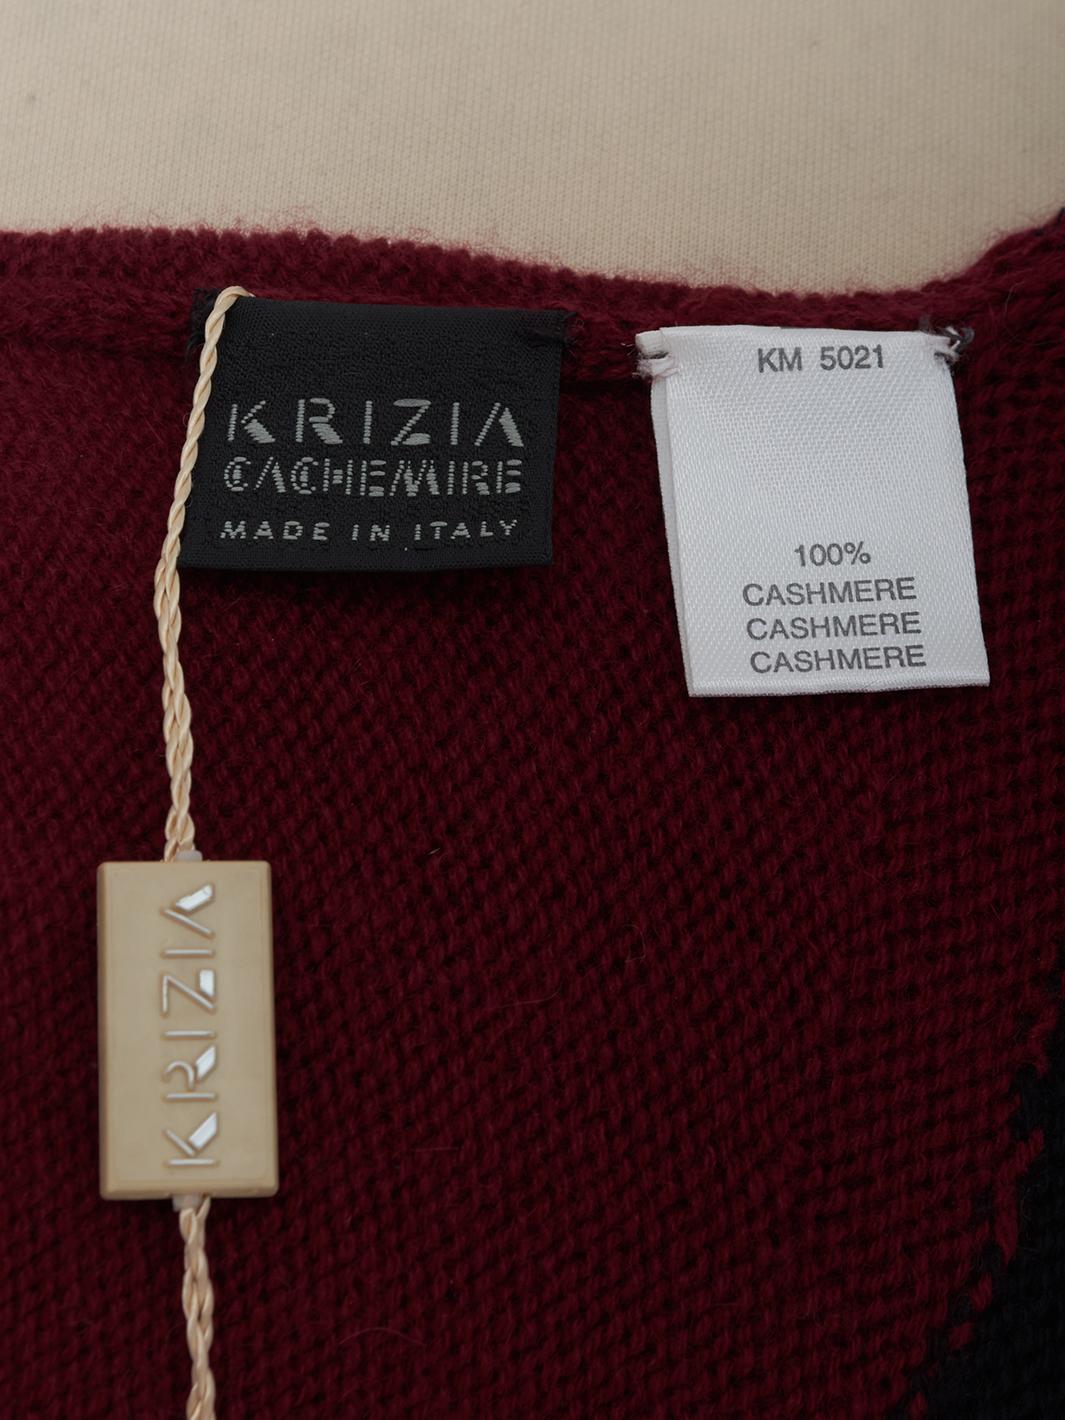 KRIZIA
CACHEMIRE
MADE IN ITALY
KM 5021
100%
CASHMERE
CASHMERE
CASHMERE
KRIZIA